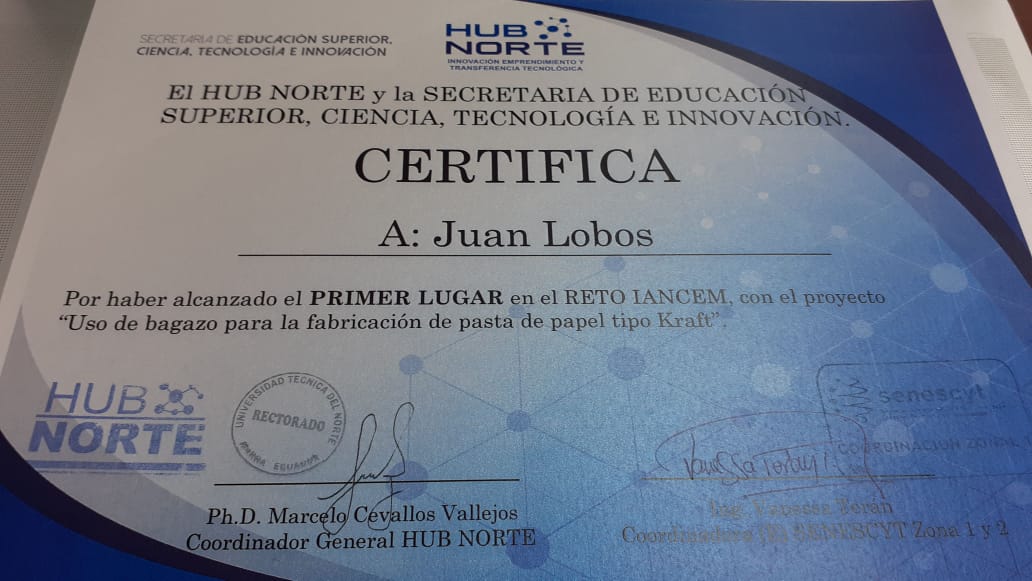 SECRETARIA DE EDUCACIÓN SUPERIOR,
CIENCIA, TECNOLOGÍA E INNOVACIÓN
HUB
NORTE
INNOVACIÓN EMPRENDIMIENTO Y
TRANSFERENCIA TECNOLÓGICA
El HUB NORTE y la SECRETARIA DE EDUCACIÓN
SUPERIOR, CIENCIA, TECNOLOGÍA E INNOVACIÓN.
CERTIFICA
A: Juan Lobos
Por haber alcanzado el PRIMER LUGAR en el RETO IANCEM, con el proyecto
“Uso de bagazo para la fabricación de pasta de papel tipo Kraft”.
HUB
NORTE
UNIVERSIDAD TECNICA DEL NORTE
RECTORADO
IBARRA ECUADOR
senescyt
COORDINACIÓN ZONAL
Vanessa Terán
Ph.D. Marcelo Cevallos Vallejos
Coordinador General HUB NORTE
Ing. Vanessa Terán
Coordinadora (E) SENESCYT Zona 1 y 2